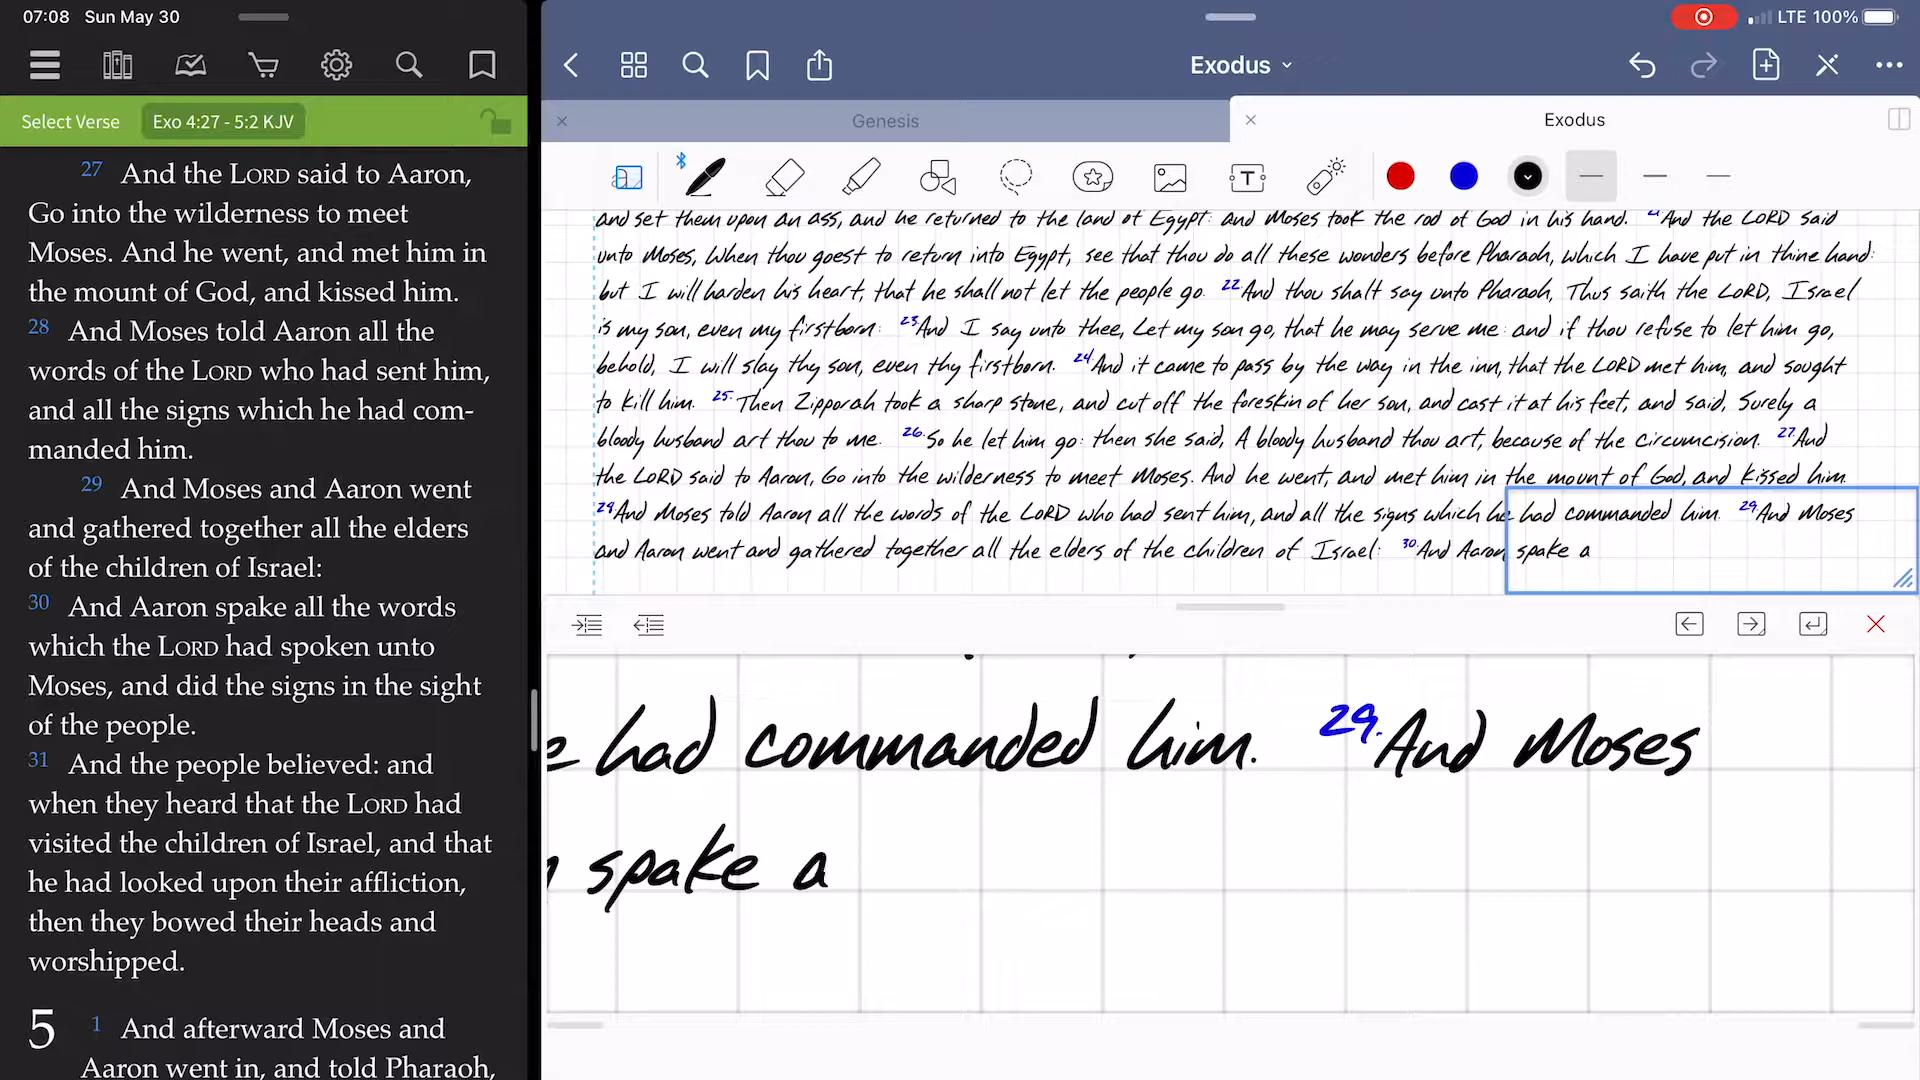 07:08 Sun May 30
Select Verse Exo 4:27 - 5:2 KJV
27 And the LORD said to Aaron,
Go into the wilderness to meet
Moses. And he went, and met him in
the mount of God, and kissed him.
28 And Moses told Aaron all the
words of the LORD who had sent him,
and all the signs which he had com-
manded him.
29 And Moses and Aaron went
and gathered together all the elders
of the children of Israel:
30 And Aaron spake all the words
which the LORD had spoken unto
Moses, and did the signs in the sight
of the people.
31 And the people believed: and
when they heard that the LORD had
visited the children of Israel, and that
he had looked upon their affliction,
then they bowed their heads and
worshipped.
5 1 And afterward Moses and
Aaron went in, and told Pharaoh,
LTE 100%
Exodus
Genesis
Exodus
T
and set them upon an ass, and he returned to the land of Egypt: and Moses took the rod of God in his hand. 21. And the LORD said
unto Moses, When thou goest to return into Egypt, see that thou do all these wonders before Pharaoh, which I have put in thine hand:
but I will harden his heart, that he shall not let the people go. 22. And thou shalt say unto Pharaoh, Thus saith the LORD, Israel
is my son, even my firstborn: 23. And I say unto thee, Let my son go, that he may serve me: and if thou refuse to let him go,
behold, I will slay thy son, even thy firstborn. 24. And it came to pass by the way in the inn, that the LORD met him, and sought
to kill him. 25. Then Zipporah took a sharp stone, and cut off the foreskin of her son, and cast it at his feet, and said, Surely a
bloody husband art thou to me. 26. So he let him go: then she said, A bloody husband thou art, because of the circumcision. 27. And
the LORD said to Aaron, Go into the wilderness to meet Moses. And he went, and met him in the mount of God, and kissed him.
And Moses told Aaron all the words of the LORD who had sent him, and all the signs which he had commanded him. 29. And Moses
and Aaron went and gathered together all the elders of the children of Israel: 30. And Aaron spake a
e had commanded him. 29. And Moses
spake a